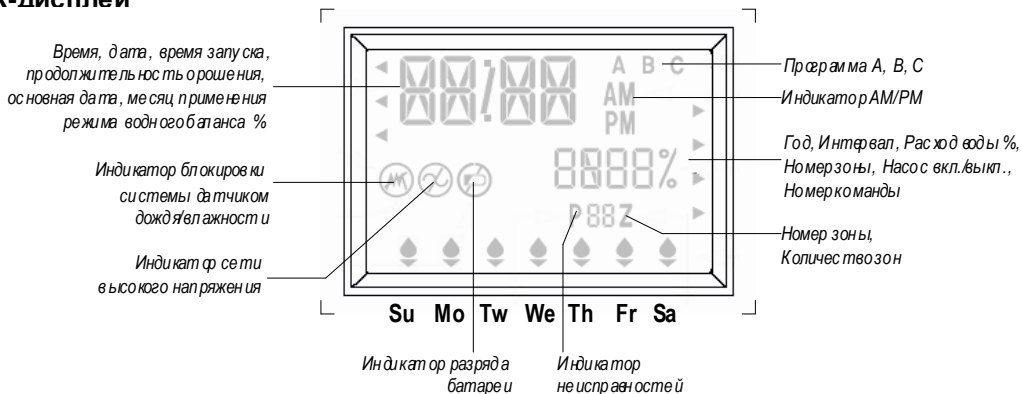 К-дисплей
Время, дата, время запуска,
продолжительность орошения,
основная дата, месяц применения
режима водного баланса %
Индикатор блокировки
системы датчиком
дождя/влажности
Индикатор сети
высокого напряжения
88:88
A B C
AM
PM
8888%
P88Z
Программа A, B, C
Индикатор AM/PM
Год, Интервал, Расход воды %,
Номер зоны, Насос вкл./выкл.,
Номер команды
Номер зоны,
Количество зон
Su Mo Tw We Th Fr Sa
Индикатор разряда
батареи
Индикатор
неисправностей